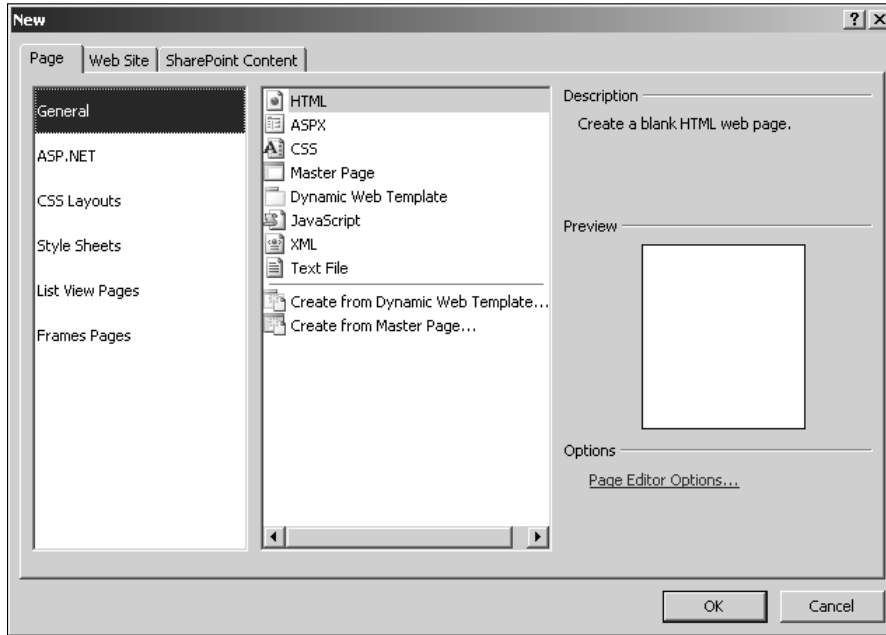 New
Page
Web Site
SharePoint Content
General
ASP.NET
CSS Layouts
Style Sheets
List View Pages
Frames Pages
HTML
ASPX
CSS
Master Page
Dynamic Web Template
JavaScript
XML
Text File
Create from Dynamic Web Template...
Create from Master Page...
Description
Create a blank HTML web page.
Preview
Options
Page Editor Options...
OK
Cancel